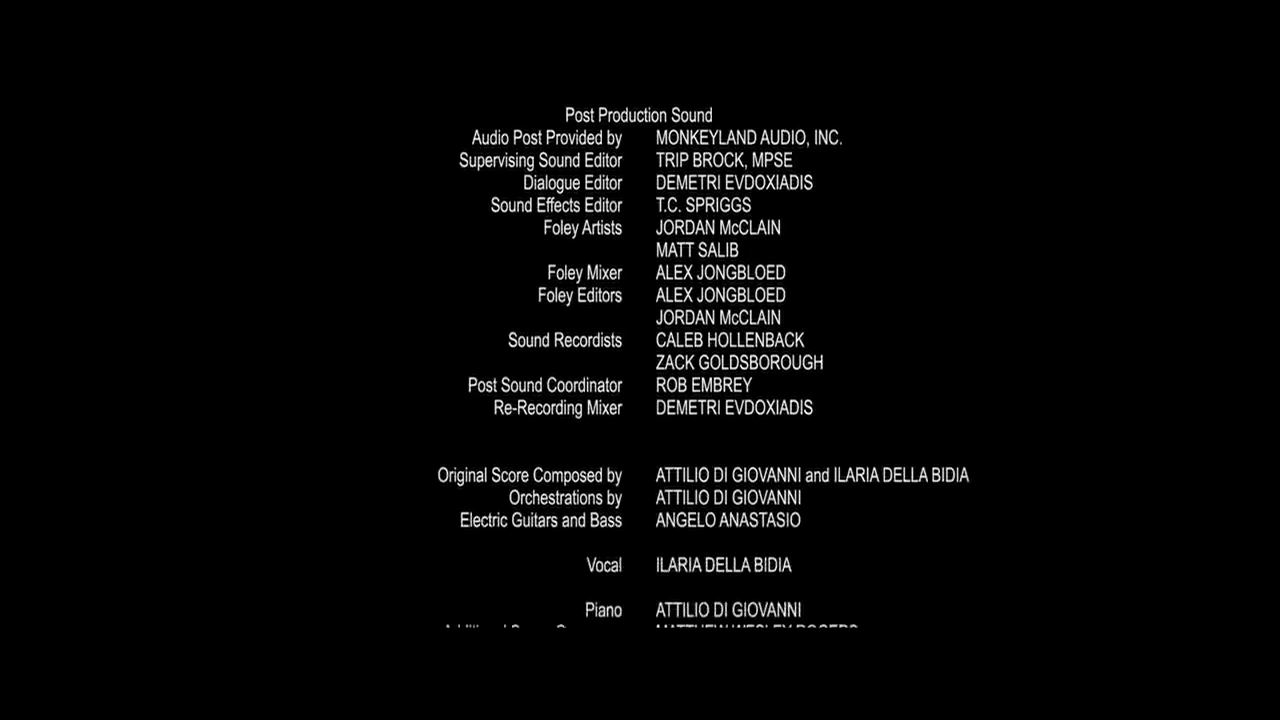 Post Production Sound
Audio Post Provided by MONKEYLAND AUDIO, INC.
Supervising Sound Editor TRIP BROCK, MPSE
Dialogue Editor DEMETRI EVDOXIADIS
Sound Effects Editor T.C. SPRIGGS
Foley Artists JORDAN McCLAIN
MATT SALIB
Foley Mixer ALEX JONGBLOED
Foley Editors ALEX JONGBLOED
JORDAN McCLAIN
Sound Recordists CALEB HOLLENBACK
ZACK GOLDSBOROUGH
Post Sound Coordinator ROB EMBREY
Re-Recording Mixer DEMETRI EVDOXIADIS
Original Score Composed by ATTILIO DI GIOVANNI and ILARIA DELLA BIDIA
Orchestrations by ATTILIO DI GIOVANNI
Electric Guitars and Bass ANGELO ANASTASIO
Vocal ILARIA DELLA BIDIA
Piano ATTILIO DI GIOVANNI